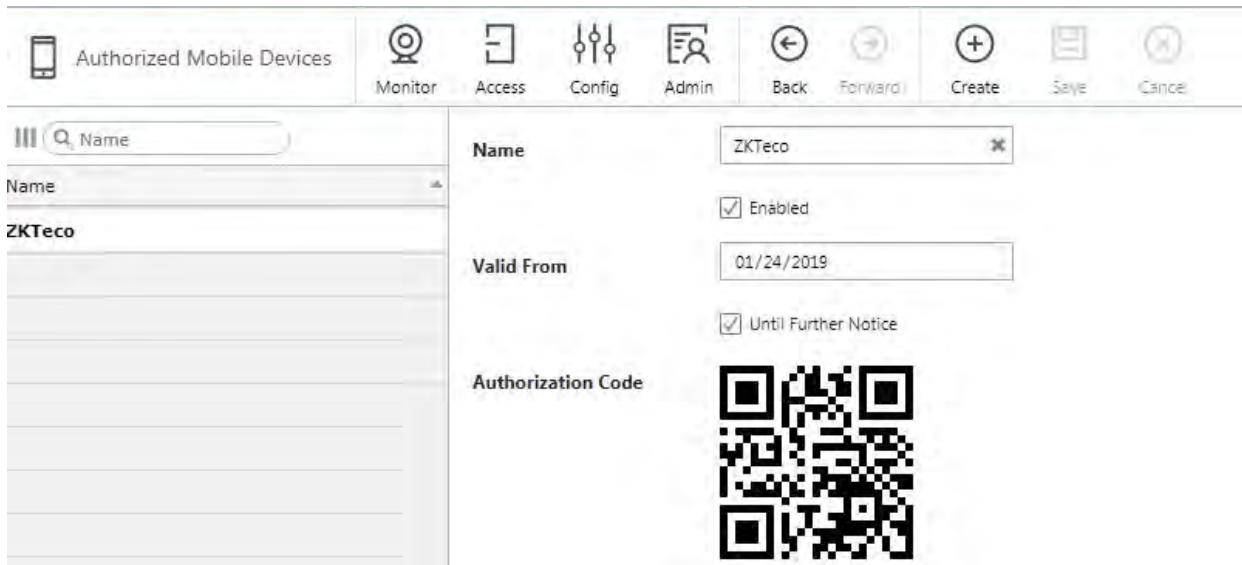 Authorized Mobile Devices
Monitor
Access
Config
Admin
Back
Forward
Create
Save
Cancel
Name
Name
ZKTeco
Name
ZKTeco
Enabled
Valid From
01/24/2019
Until Further Notice
Authorization Code